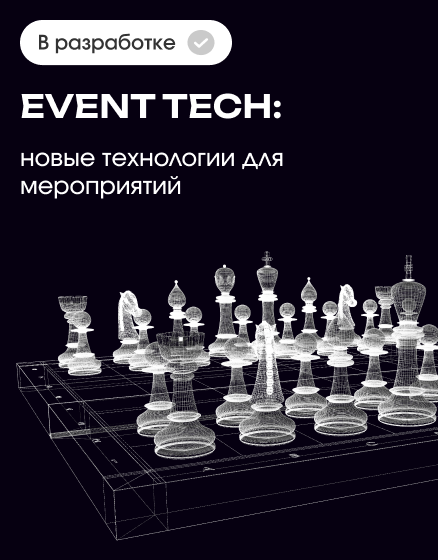 В разработке
EVENT TECH:
новые технологии для
мероприятий